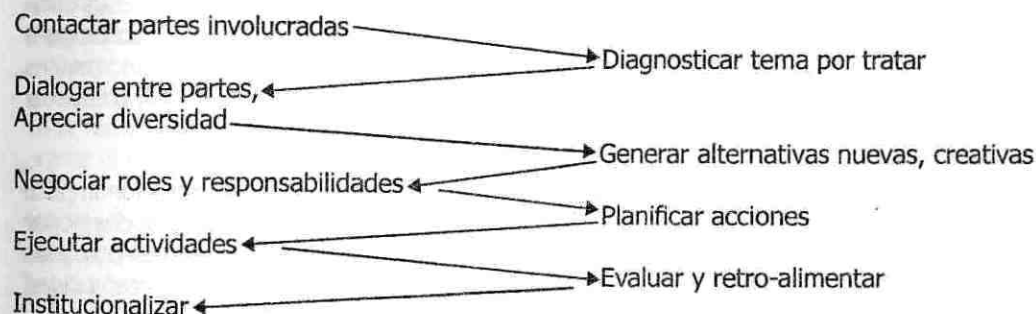 Contactar partes involucradas
Diagnosticar tema por tratar
Dialogar entre partes,
Apreciar diversidad
Generar alternativas nuevas, creativas
Negociar roles y responsabilidades
Planificar acciones
Ejecutar actividades
Evaluar y retro-alimentar
Institucionalizar